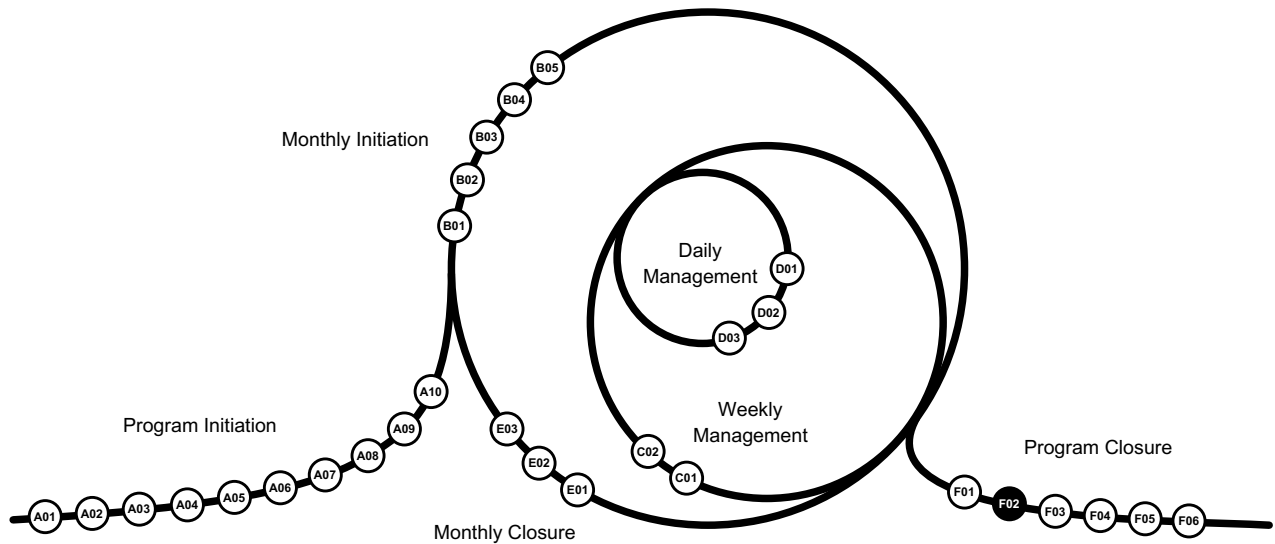 B05
B04
Monthly Initiation
B03
B02
B01
Daily
Management
D01
D02
D03
A10
Weekly
Management
Program Initiation
A09
E03
C02
Program Closure
A08
E02
C01
A07
A06
E01
F01
A05
A04
F02
A03
F03
A02
F04
A01
F05
F06
Monthly Closure